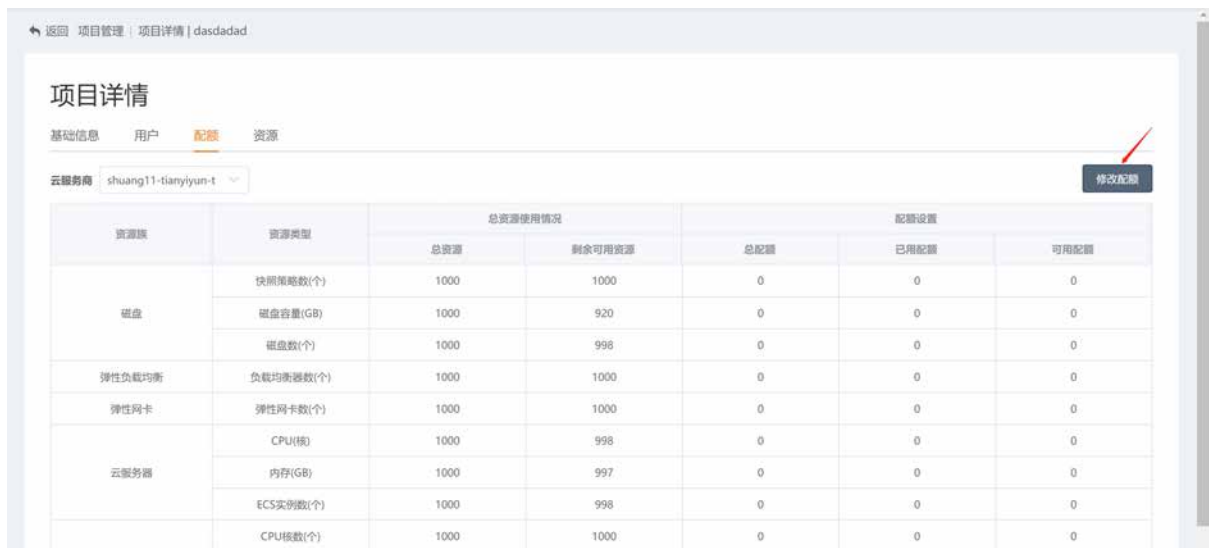 返回 项目管理 | 项目详情 | dasdadad
项目详情
基础信息 用户 配额 资源
云服务商 shuang11-tianyiyun-t
修改配额
资源族 资源类型 总资源使用情况 配额设置
总资源 剩余可用资源 总配额 已用配额 可用配额
磁盘
快照策略数(个) 1000 1000 0 0 0
磁盘容量(GB) 1000 920 0 0 0
磁盘数(个) 1000 998 0 0 0
弹性负载均衡 负载均衡器数(个) 1000 1000 0 0 0
弹性网卡 弹性网卡数(个) 1000 1000 0 0 0
云服务器
CPU(核) 1000 998 0 0 0
内存(GB) 1000 997 0 0 0
ECS实例数(个) 1000 998 0 0 0
CPU核数(个) 1000 1000 0 0 0